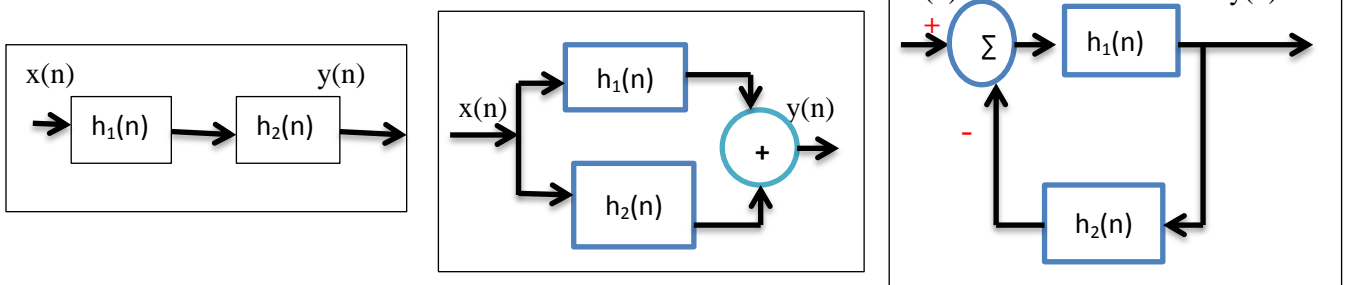 x(n)
y(n)
h₁(n)
h₂(n)
x(n)
h₁(n)
h₂(n)
+
y(n)
+
Σ
h₁(n)
-
h₂(n)